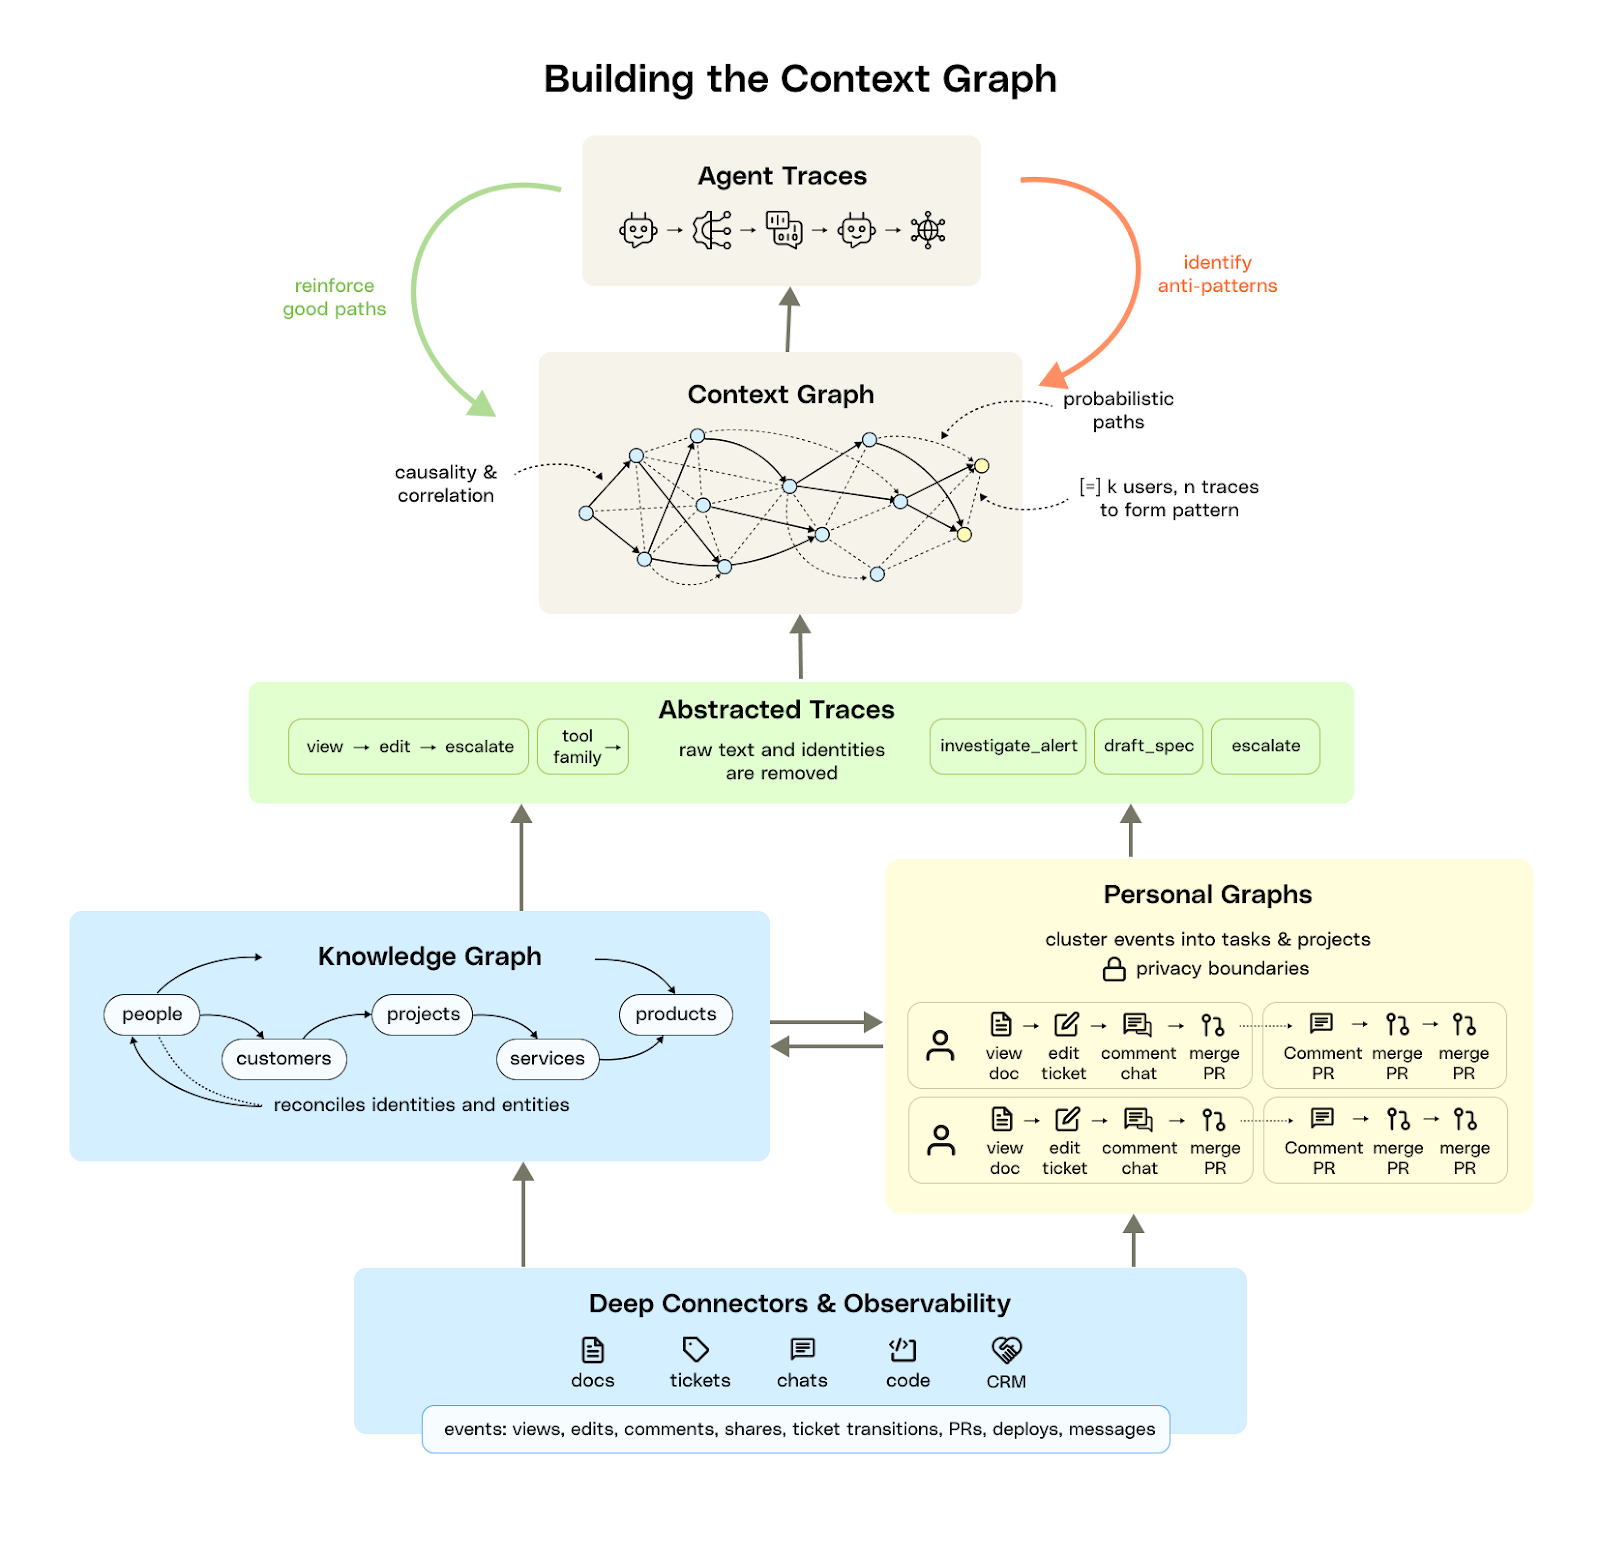 Building the Context Graph
Agent Traces
reinforce
good paths
identify
anti-patterns
Context Graph
probabilistic
paths
causality &
correlation
[=] k users, n traces
to form pattern
Abstracted Traces
view → edit → escalate
tool
family →
raw text and identities
are removed
investigate_alert
draft_spec
escalate
Knowledge Graph
people
customers
projects
services
products
reconciles identities and entities
Personal Graphs
cluster events into tasks & projects
privacy boundaries
view
doc
edit
ticket
comment
chat
merge
PR
Comment
PR
merge
PR
merge
PR
view
doc
edit
ticket
comment
chat
merge
PR
Comment
PR
merge
PR
merge
PR
Deep Connectors & Observability
docs
tickets
chats
code
CRM
events: views, edits, comments, shares, ticket transitions, PRs, deploys, messages